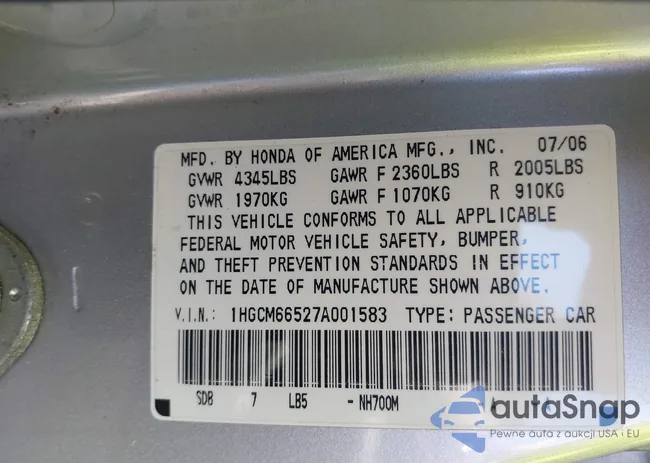 MFD. BY HONDA OF AMERICA MFG., INC. 07/06
GVWR 4345LBS GAWR F 2360LBS R 2005LBS
GVWR 1970KG GAWR F 1070KG R 910KG
THIS VEHICLE CONFORMS TO ALL APPLICABLE
FEDERAL MOTOR VEHICLE SAFETY, BUMPER,
AND THEFT PREVENTION STANDARDS IN EFFECT
ON THE DATE OF MANUFACTURE SHOWN ABOVE.
V.I.N.: 1HGCM66527A001583 TYPE: PASSENGER CAR
SDB 7 LB5 -NH700M A
autaSnap
Pewne auta z aukcji USA i EU